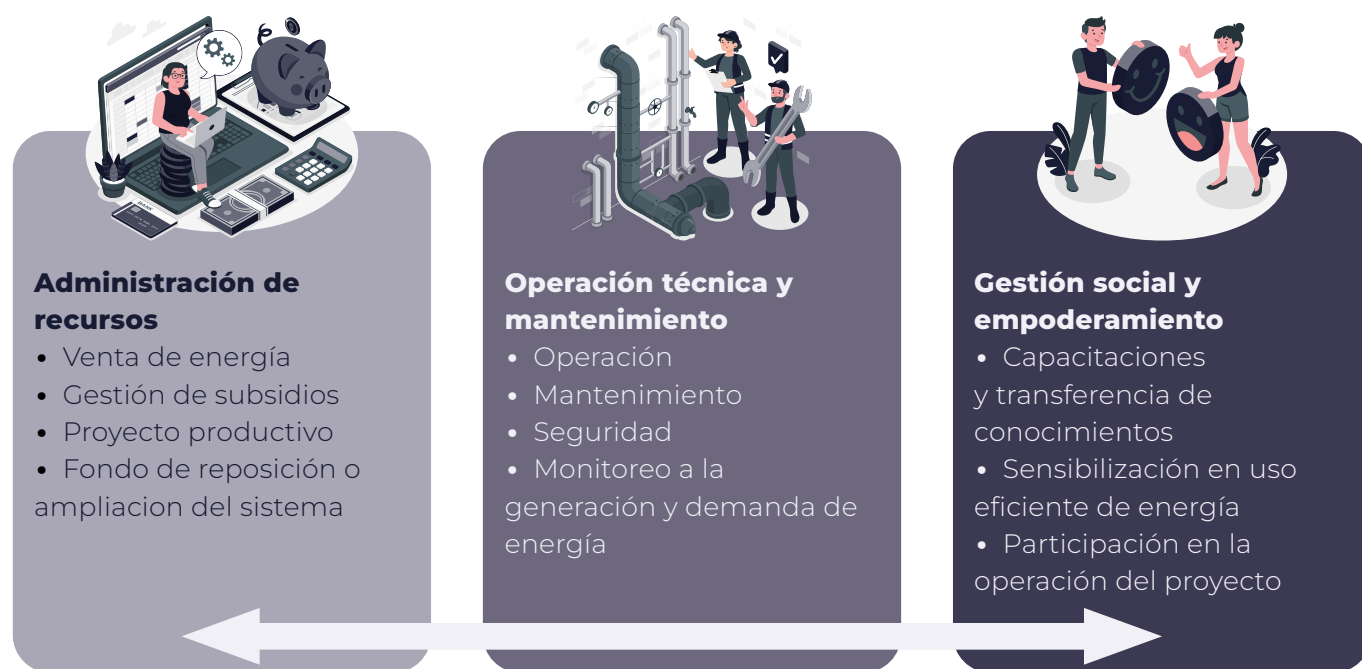 BANK
Administración de
recursos
• Venta de energía
• Gestión de subsidios
• Proyecto productivo
• Fondo de reposición o
ampliacion del sistema
Operación técnica y
mantenimiento
• Operación
• Mantenimiento
• Seguridad
• Monitoreo a la
generación y demanda de
energía
Gestión social y
empoderamiento
• Capacitaciones
y transferencia de
conocimientos
• Sensibilización en uso
eficiente de energía
• Participación en la
operación del proyecto